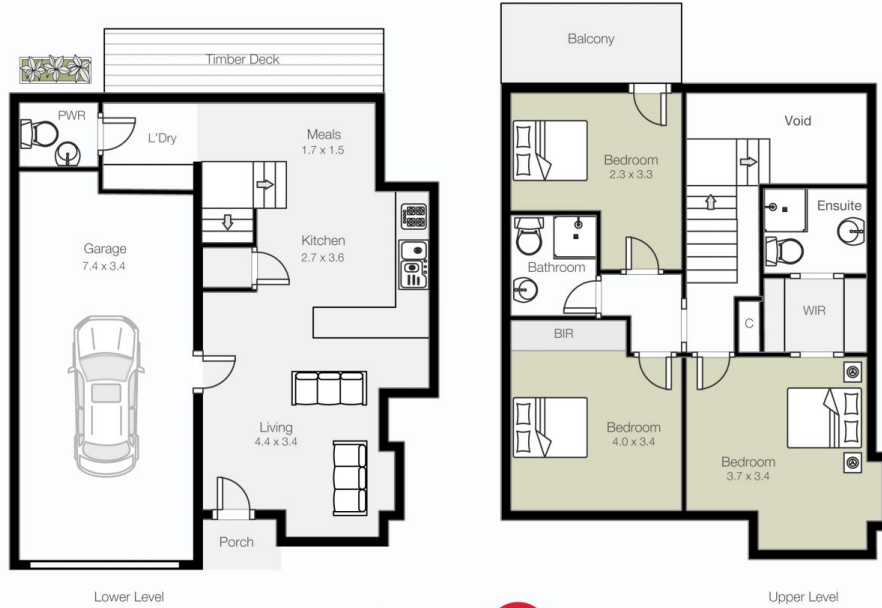 Timber Deck
PWR
L'Dry
Meals
1.7 x 1.5
Garage
7.4 x 3.4
Kitchen
2.7 x 3.6
Living
4.4 x 3.4
Porch
Lower Level
Balcony
Void
Bedroom
2.3 x 3.3
Ensuite
Bathroom
WIR
C
BIR
Bedroom
4.0 x 3.4
Bedroom
3.7 x 3.4
Upper Level